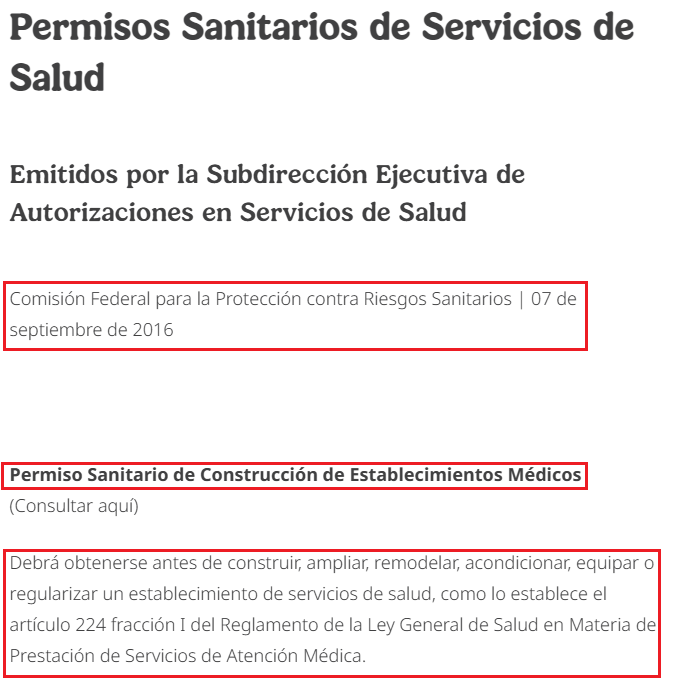 Permisos Sanitarios de Servicios de
Salud
Emitidos por la Subdirección Ejecutiva de
Autorizaciones en Servicios de Salud
Comisión Federal para la Protección contra Riesgos Sanitarios | 07 de
septiembre de 2016
Permiso Sanitario de Construcción de Establecimientos Médicos
(Consultar aquí)
Debrá obtenerse antes de construir, ampliar, remodelar, acondicionar, equipar o
regularizar un establecimiento de servicios de salud, como lo establece el
artículo 224 fracción I del Reglamento de la Ley General de Salud en Materia de
Prestación de Servicios de Atención Médica.